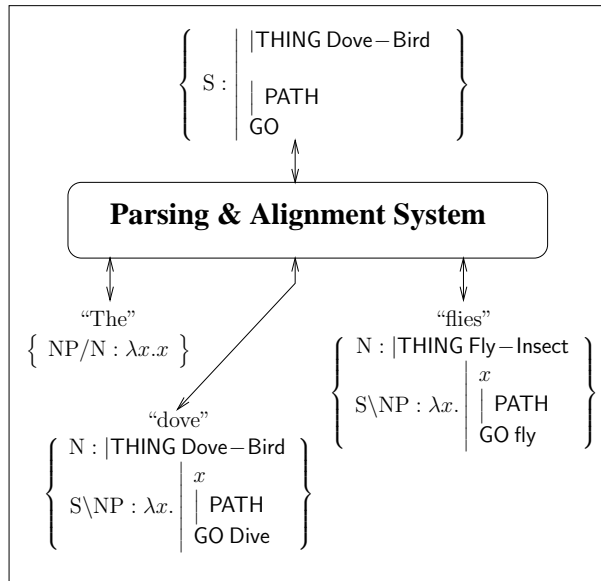 |THING Dove−Bird
S :
| PATH
GO
Parsing & Alignment System
“The”
{ NP/N : λx.x }
“flies”
N : |THING Fly−Insect
x
S\NP : λx. | PATH
GO fly
“dove”
N : |THING Dove−Bird
x
S\NP : λx. | PATH
GO Dive